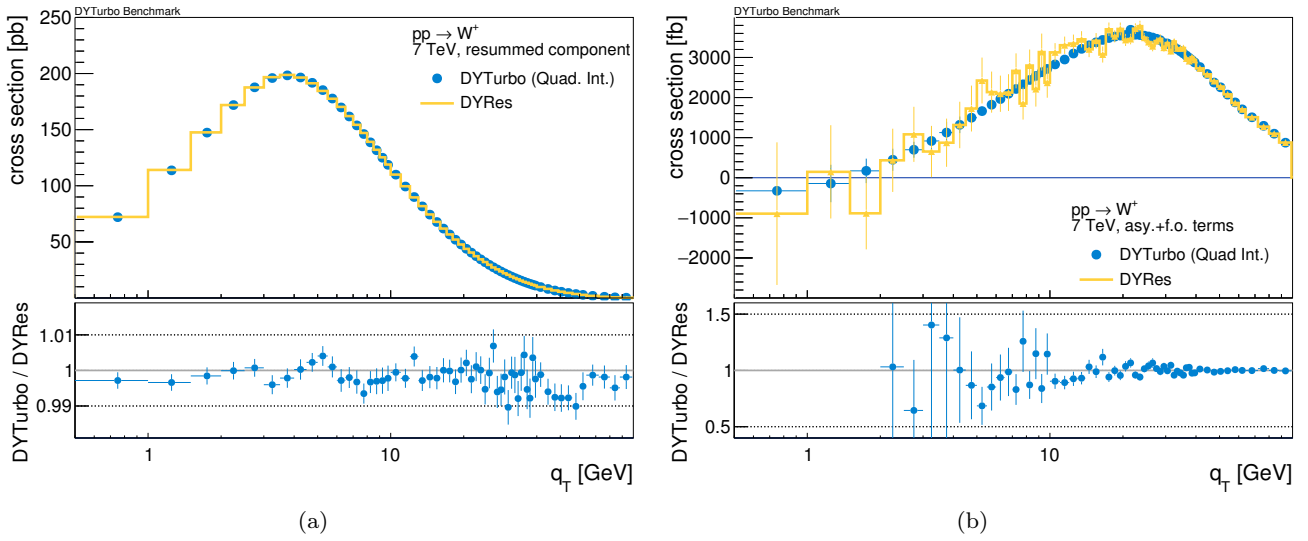 DYTurbo Benchmark
cross section [pb]
250
200
150
100
50
pp → W+
7 TeV, resummed component
DYTurbo (Quad. Int.)
DYRes
DYTurbo / DYRes
1.01
1
0.99
1
10
q_T [GeV]
(a)
DYTurbo Benchmark
cross section [fb]
3000
2000
1000
0
−1000
−2000
pp → W+
7 TeV, asy.+f.o. terms
DYTurbo (Quad Int.)
DYRes
DYTurbo / DYRes
1.5
1
0.5
1
10
q_T [GeV]
(b)